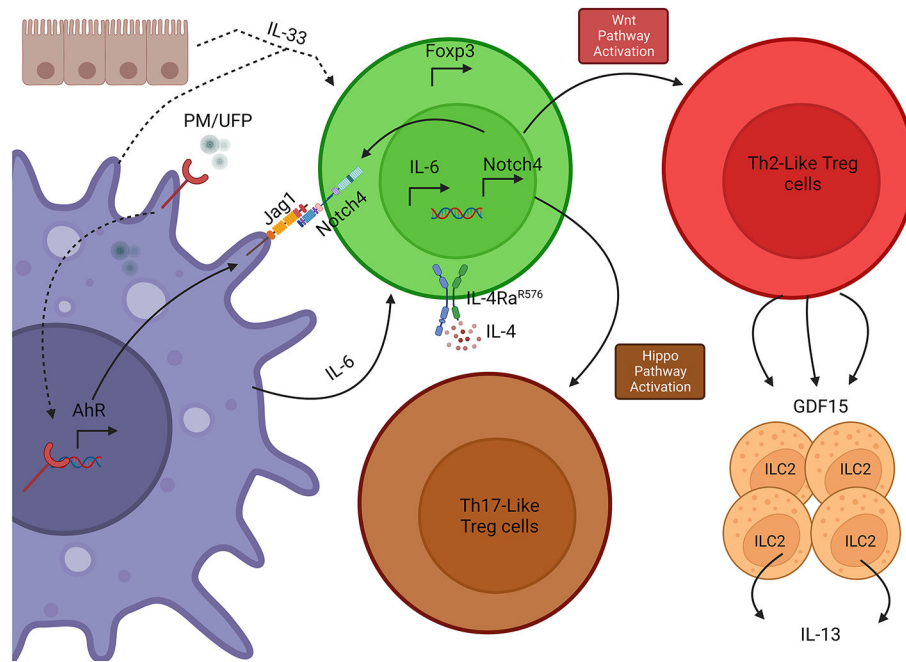 IL-33
Wnt
Pathway
Activation
Foxp3
PM/UFP
IL-6
Notch4
Th2-Like Treg
cells
Jag1
Notch4
IL-4Ra^R576
IL-4
IL-6
Hippo
Pathway
Activation
AhR
GDF15
Th17-Like
Treg cells
ILC2
ILC2
ILC2
ILC2
IL-13